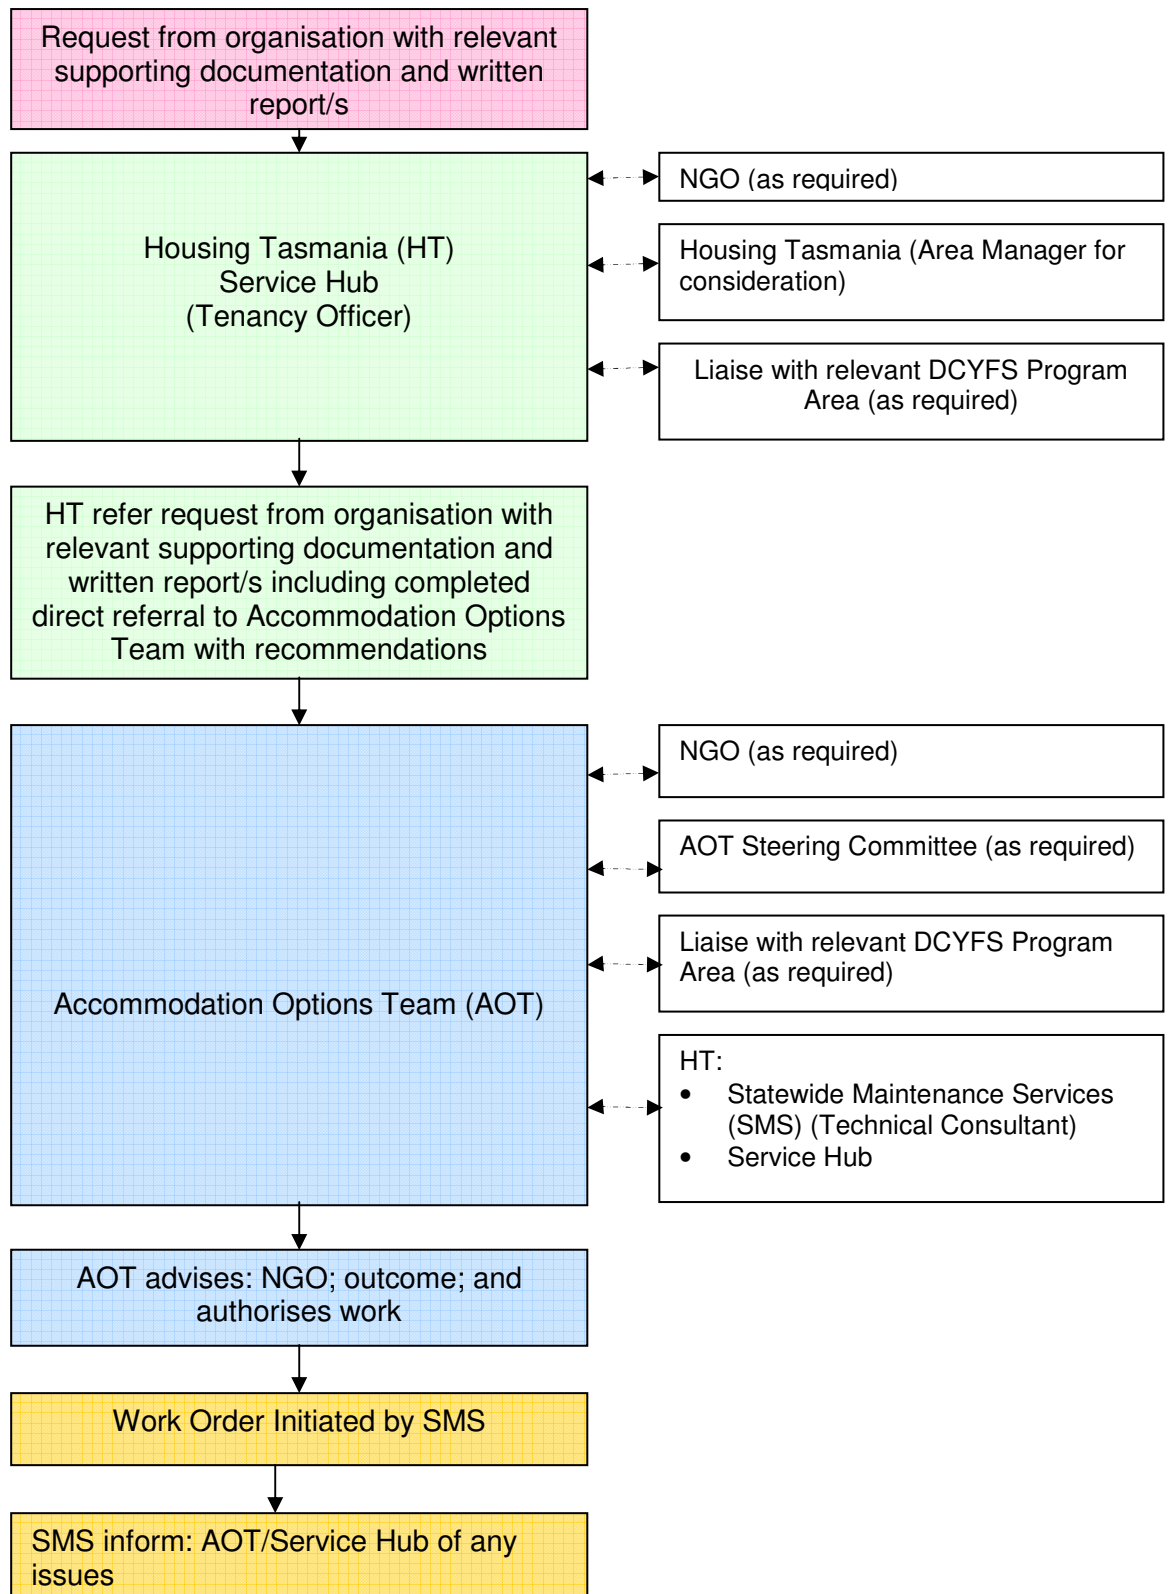 Request from organisation with relevant
supporting documentation and written
report/s
Housing Tasmania (HT)
Service Hub
(Tenancy Officer)
NGO (as required)
Housing Tasmania (Area Manager for
consideration)
Liaise with relevant DCYFS Program
Area (as required)
HT refer request from organisation with
relevant supporting documentation and
written report/s including completed
direct referral to Accommodation Options
Team with recommendations
Accommodation Options Team (AOT)
NGO (as required)
AOT Steering Committee (as required)
Liaise with relevant DCYFS Program
Area (as required)
HT:
• Statewide Maintenance Services
(SMS) (Technical Consultant)
• Service Hub
AOT advises: NGO; outcome; and
authorises work
Work Order Initiated by SMS
SMS inform: AOT/Service Hub of any
issues